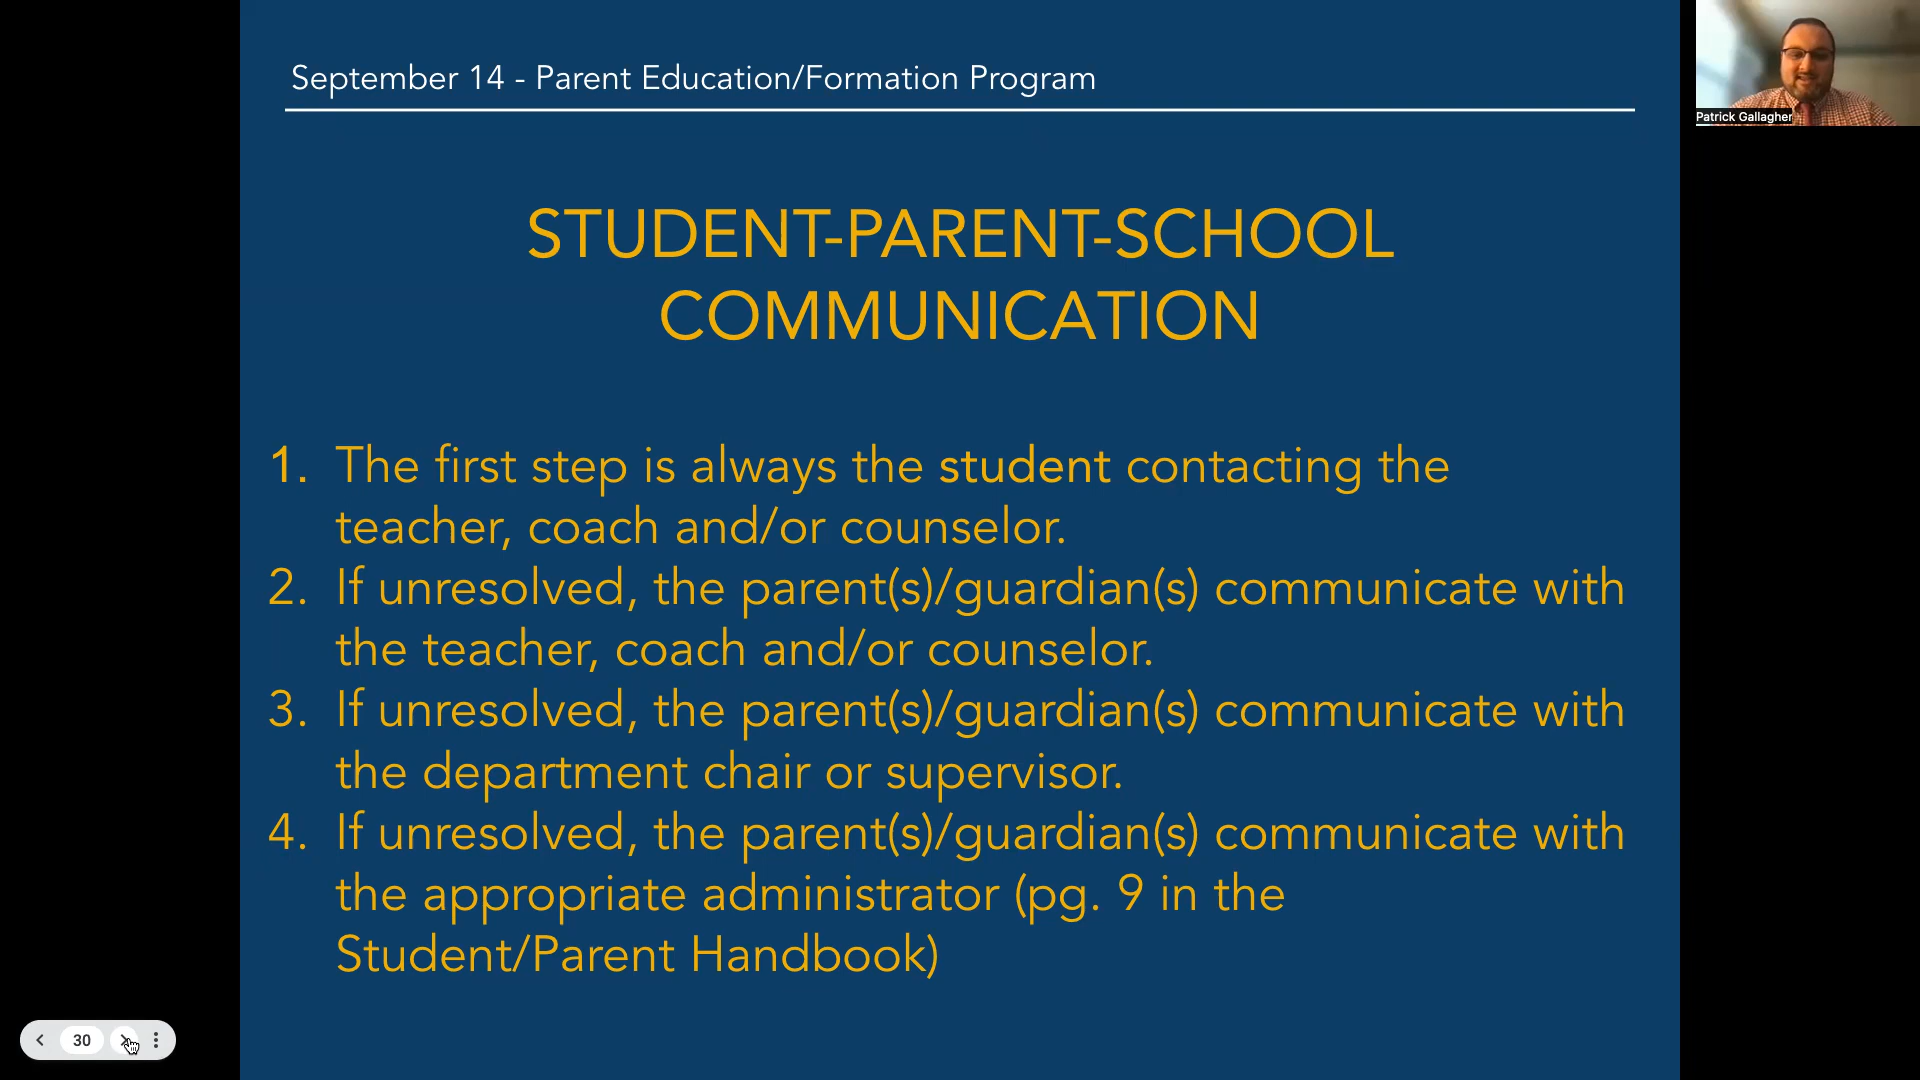 September 14 - Parent Education/Formation Program
Patrick Gallagher
STUDENT-PARENT-SCHOOL
COMMUNICATION
1. The first step is always the student contacting the
teacher, coach and/or counselor.
2. If unresolved, the parent(s)/guardian(s) communicate with
the teacher, coach and/or counselor.
3. If unresolved, the parent(s)/guardian(s) communicate with
the department chair or supervisor.
4. If unresolved, the parent(s)/guardian(s) communicate with
the appropriate administrator (pg. 9 in the
Student/Parent Handbook)
30